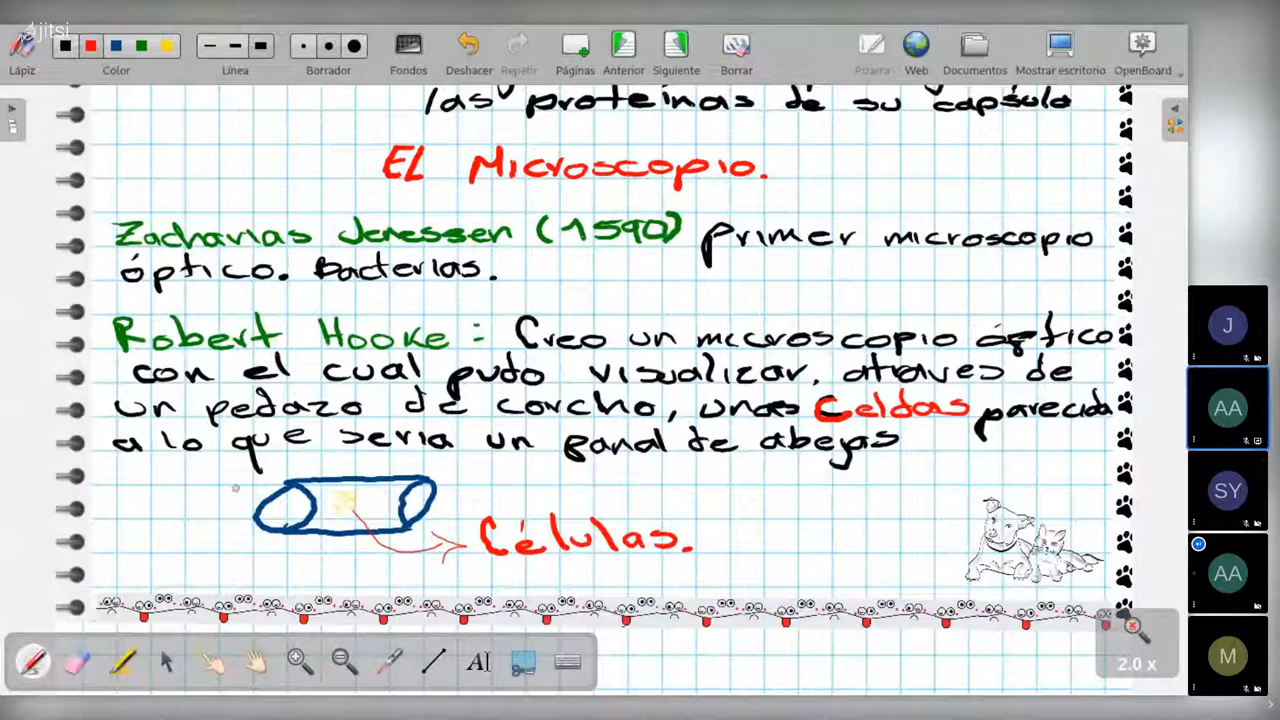 jitsi
Lápiz Color Línea Borrador Fondos Deshacer Repetir Páginas Anterior Siguiente Borrar Pizarra Web Documentos Mostrar escritorio OpenBoard
las proteínas de su capsula
EL Microscopio.
Zacharias Jenessen (1590) primer microscopio
óptico. Bacterias.
Robert Hooke: Creo un microscopio óptico
con el cual pudo visualizar, atraves de
un pedazo de corcho, unas Celdas parecida
a lo que seria un panal de abejas
Células.
J
AA
SY
AA
M
2.0 x